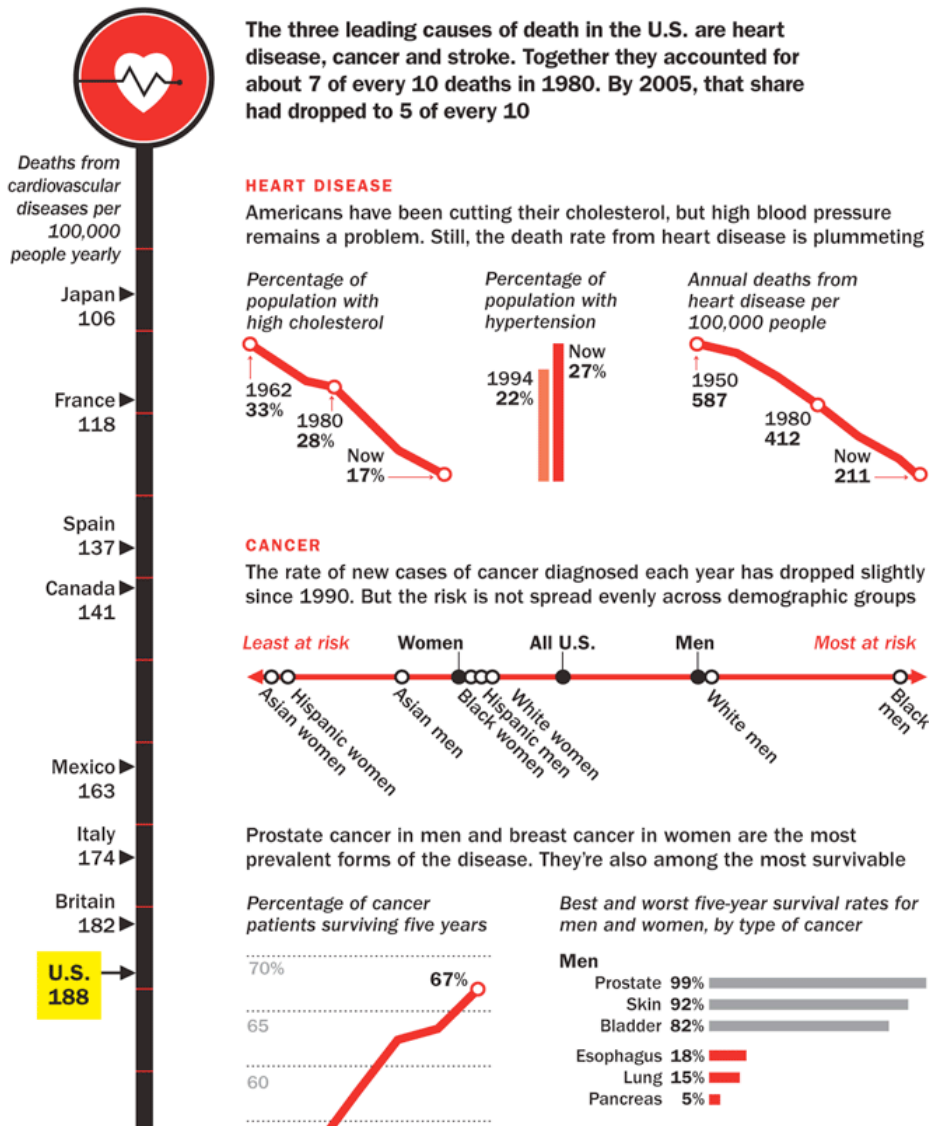 The three leading causes of death in the U.S. are heart
disease, cancer and stroke. Together they accounted for
about 7 of every 10 deaths in 1980. By 2005, that share
had dropped to 5 of every 10
Deaths from
cardiovascular
diseases per
100,000
people yearly
Japan
106
France
118
Spain
137
Canada
141
Mexico
163
Italy
174
Britain
182
U.S.
188
HEART DISEASE
Americans have been cutting their cholesterol, but high blood pressure
remains a problem. Still, the death rate from heart disease is plummeting
Percentage of
population with
high cholesterol
1962
33%
1980
28%
Now
17%
Percentage of
population with
hypertension
1994
22%
Now
27%
Annual deaths from
heart disease per
100,000 people
1950
587
1980
412
Now
211
CANCER
The rate of new cases of cancer diagnosed each year has dropped slightly
since 1990. But the risk is not spread evenly across demographic groups
Least at risk
Women
All U.S.
Men
Most at risk
Asian women
Hispanic women
Asian men
Black women
Hispanic men
White women
White men
Black
men
Prostate cancer in men and breast cancer in women are the most
prevalent forms of the disease. They're also among the most survivable
Percentage of cancer
patients surviving five years
70%
67%
65
60
Best and worst five-year survival rates for
men and women, by type of cancer
Men
Prostate 99%
Skin 92%
Bladder 82%
Esophagus 18%
Lung 15%
Pancreas 5%